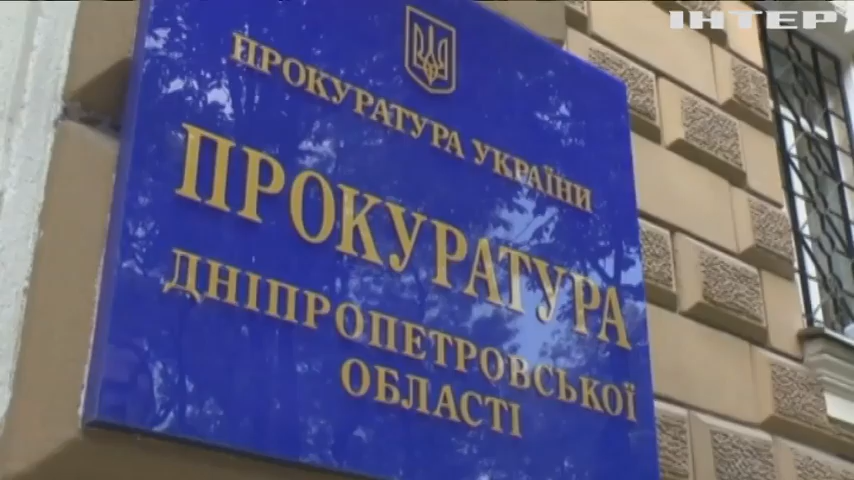 ІНТЕР
ПРОКУРАТУРА УКРАЇНИ
ПРОКУРАТУРА
ДНІПРОПЕТРОВСЬКОЇ
ОБЛАСТІ